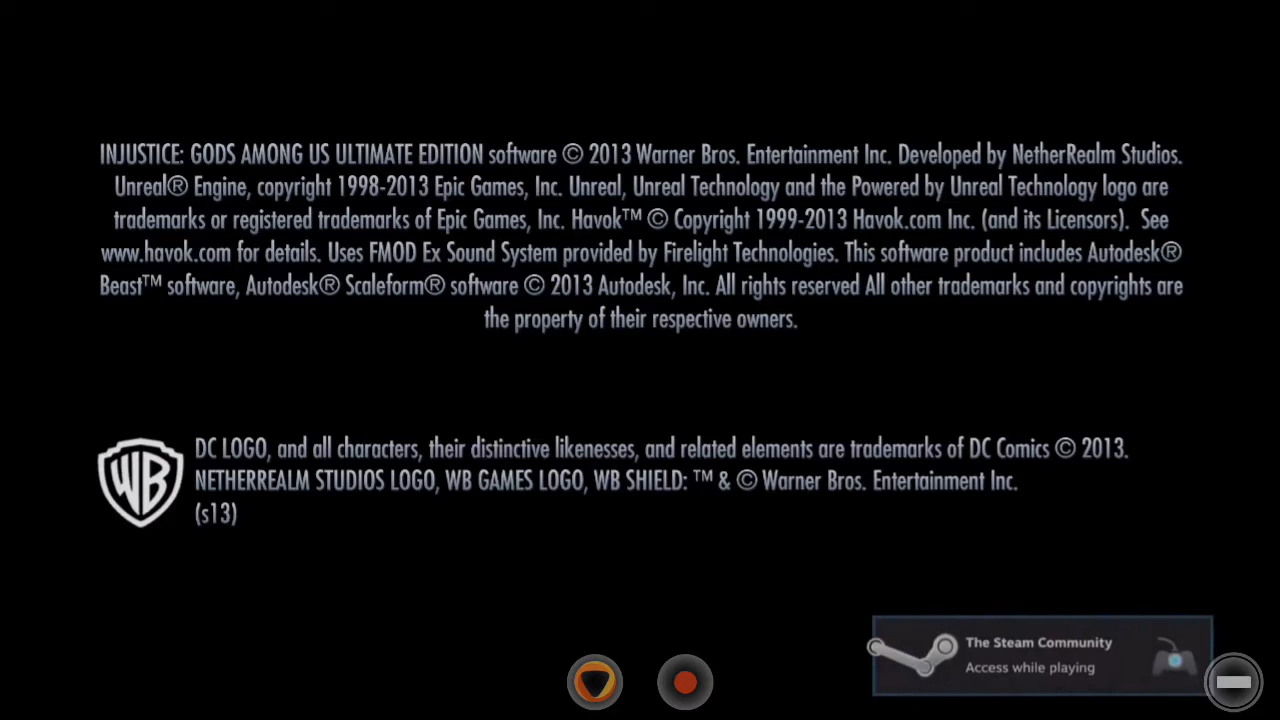 INJUSTICE: GODS AMONG US ULTIMATE EDITION software © 2013 Warner Bros. Entertainment Inc. Developed by NetherRealm Studios.
Unreal® Engine, copyright 1998-2013 Epic Games, Inc. Unreal, Unreal Technology and the Powered by Unreal Technology logo are
trademarks or registered trademarks of Epic Games, Inc. Havok™ © Copyright 1999-2013 Havok.com Inc. (and its Licensors). See
www.havok.com for details. Uses FMOD Ex Sound System provided by Firelight Technologies. This software product includes Autodesk®
Beast™ software, Autodesk® Scaleform® software © 2013 Autodesk, Inc. All rights reserved All other trademarks and copyrights are
the property of their respective owners.
WB
DC LOGO, and all characters, their distinctive likenesses, and related elements are trademarks of DC Comics © 2013.
NETHERREALM STUDIOS LOGO, WB GAMES LOGO, WB SHIELD: ™ & © Warner Bros. Entertainment Inc.
(s13)
The Steam Community
Access while playing